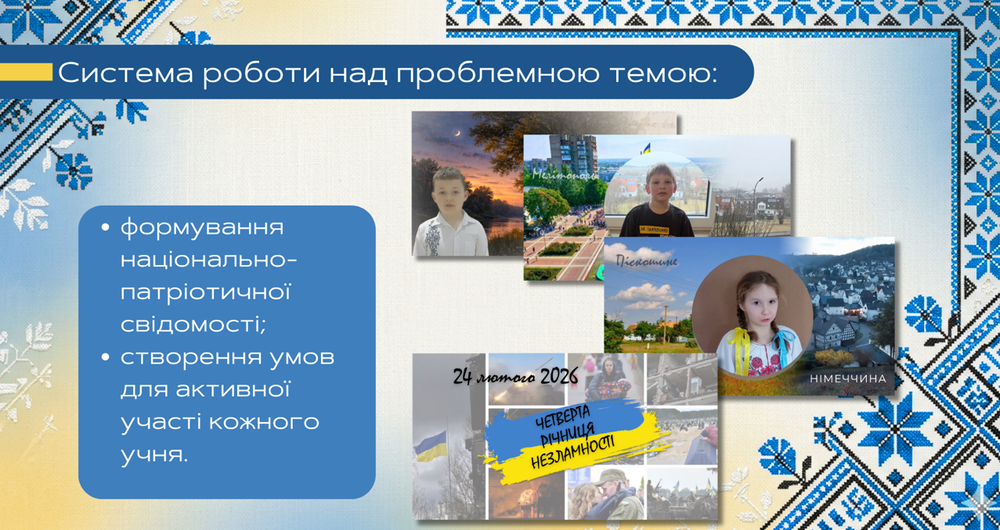 Система роботи над проблемною темою:
• формування
національно-
патріотичної
свідомості;
• створення умов
для активної
участі кожного
учня.
Мелітополь
Піскошине
НІМЕЧЧИНА
24 лютого 2026
ЧЕТВЕРТА
РІЧНИЦЯ
НЕЗЛАМНОСТІ